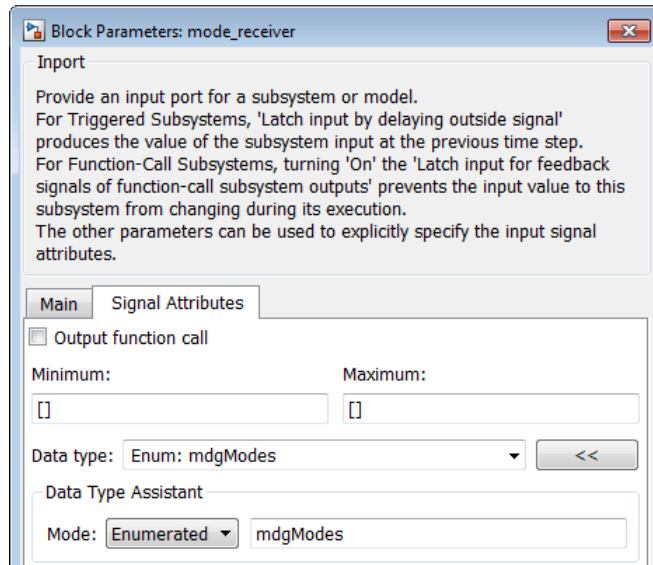 Block Parameters: mode_receiver
Inport
Provide an input port for a subsystem or model.
For Triggered Subsystems, 'Latch input by delaying outside signal'
produces the value of the subsystem input at the previous time step.
For Function-Call Subsystems, turning 'On' the 'Latch input for feedback
signals of function-call subsystem outputs' prevents the input value to this
subsystem from changing during its execution.
The other parameters can be used to explicitly specify the input signal
attributes.
Main Signal Attributes
Output function call
Minimum: Maximum:
[] []
Data type: Enum: mdgModes <<
Data Type Assistant
Mode: Enumerated mdgModes